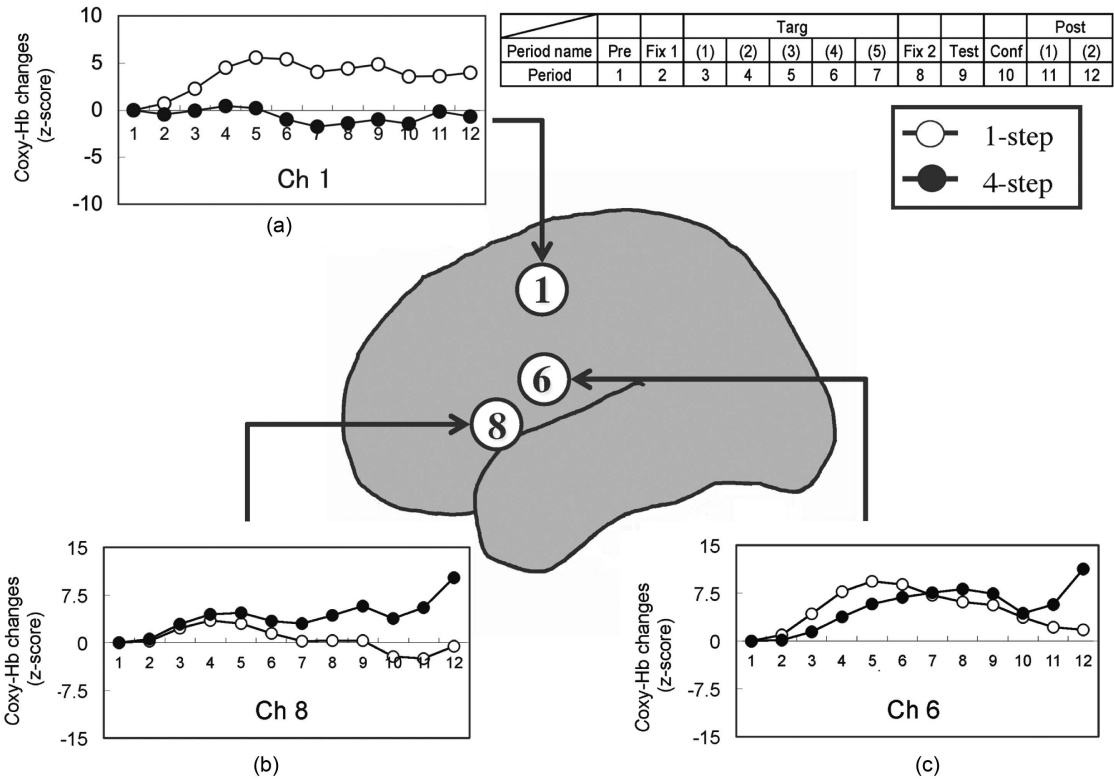 10
5
0
-5
-10
Coxy-Hb changes
(z-score)
1 2 3 4 5 6 7 8 9 10 11 12
Ch 1
(a)
Targ Post
Period name Pre Fix 1 (1) (2) (3) (4) (5) Fix 2 Test Conf (1) (2)
Period 1 2 3 4 5 6 7 8 9 10 11 12
1-step
4-step
1
6
8
15
7.5
0
-7.5
-15
Coxy-Hb changes
(z-score)
1 2 3 4 5 6 7 8 9 10 11 12
Ch 8
(b)
15
7.5
0
-7.5
-15
Coxy-Hb changes
(z-score)
1 2 3 4 5 6 7 8 9 10 11 12
Ch 6
(c)